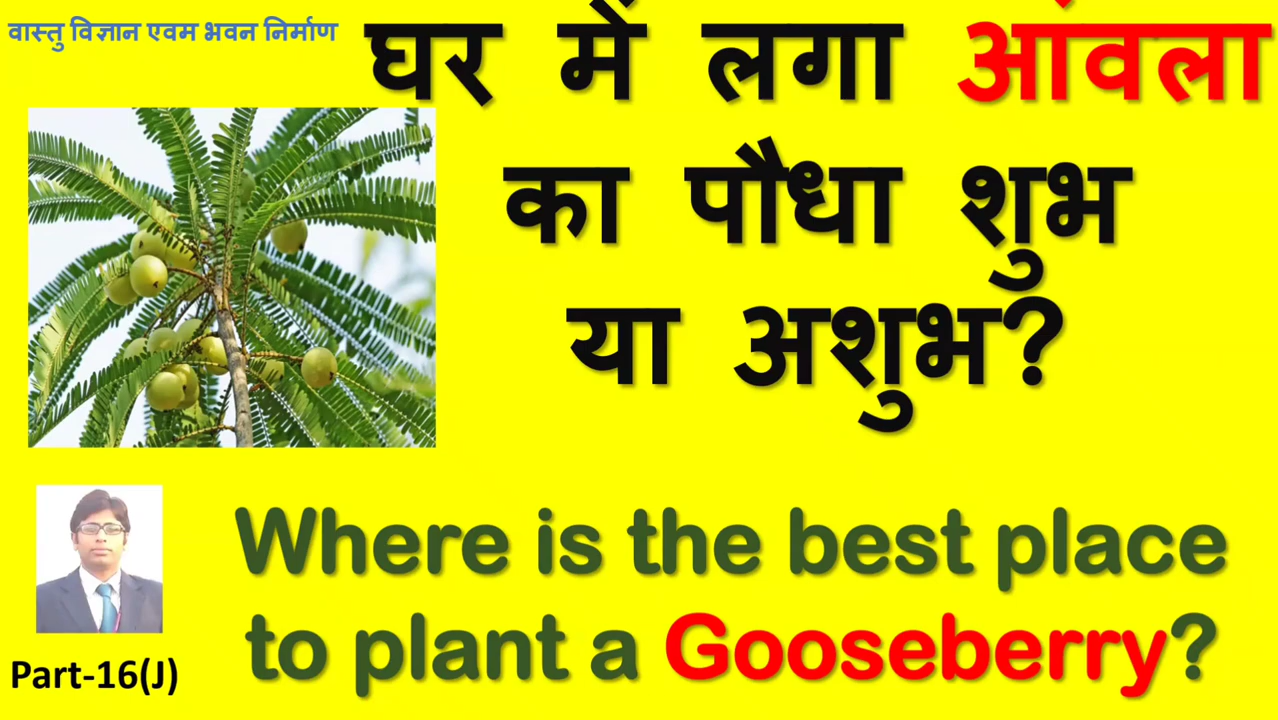 वास्तु विज्ञान एवम भवन निर्माण
घर में लगा आंवला
का पौधा शुभ
या अशुभ?
Where is the best place
to plant a Gooseberry?
Part-16(J)